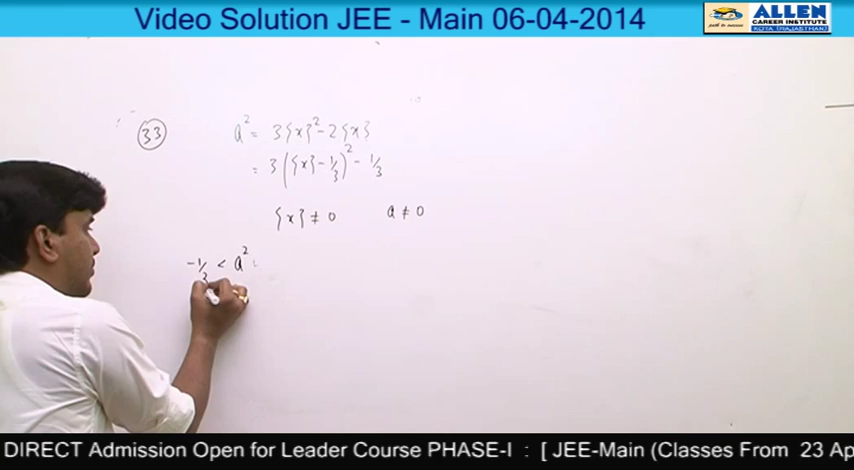 Video Solution JEE - Main 06-04-2014
ALLEN
CAREER INSTITUTE
KOTA (RAJASTHAN)
33 a² = 3{x}² - 2{x}
= 3({x} - 1/3)² - 1/3
{x} ≠ 0 a ≠ 0
-1/3 < a²
DIRECT Admission Open for Leader Course PHASE-I : [ JEE-Main (Classes From 23 Ap